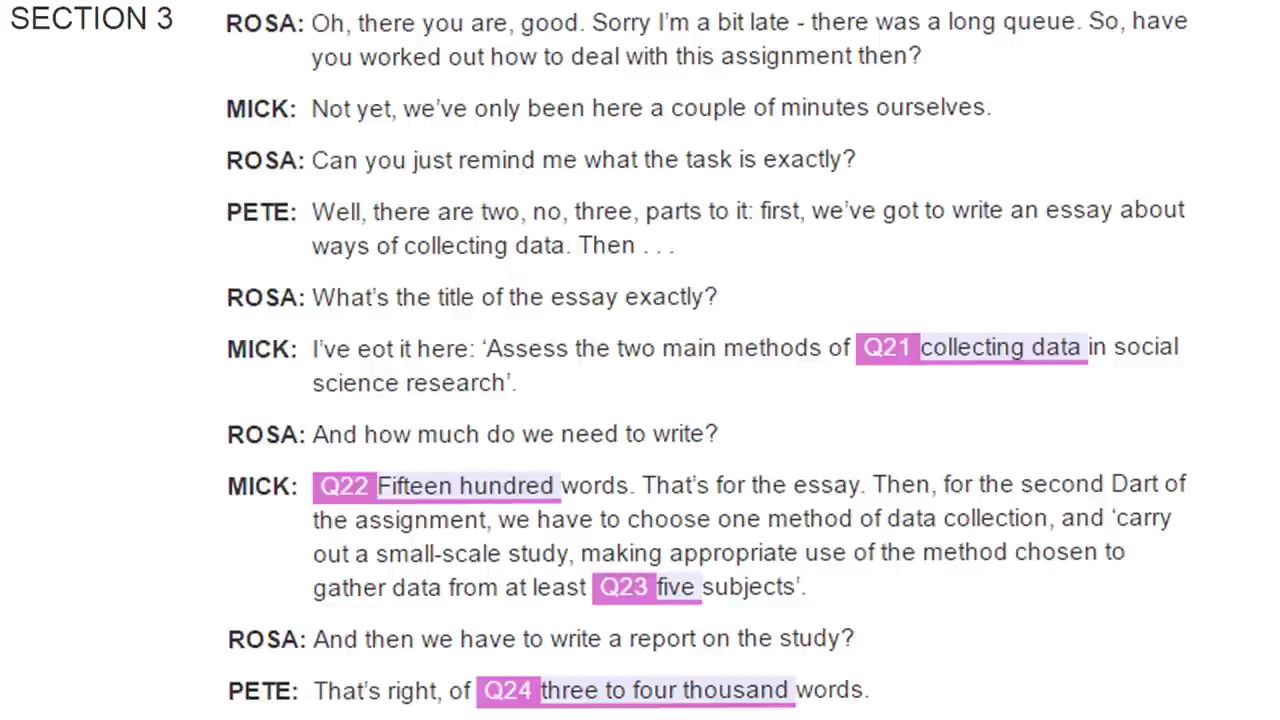 SECTION 3
ROSA: Oh, there you are, good. Sorry I'm a bit late - there was a long queue. So, have
you worked out how to deal with this assignment then?
MICK: Not yet, we've only been here a couple of minutes ourselves.
ROSA: Can you just remind me what the task is exactly?
PETE: Well, there are two, no, three, parts to it: first, we've got to write an essay about
ways of collecting data. Then . . .
ROSA: What's the title of the essay exactly?
MICK: I've eot it here: ‘Assess the two main methods of Q21 collecting data in social
science research’.
ROSA: And how much do we need to write?
MICK: Q22 Fifteen hundred words. That's for the essay. Then, for the second Dart of
the assignment, we have to choose one method of data collection, and ‘carry
out a small-scale study, making appropriate use of the method chosen to
gather data from at least Q23 five subjects’.
ROSA: And then we have to write a report on the study?
PETE: That's right, of Q24 three to four thousand words.